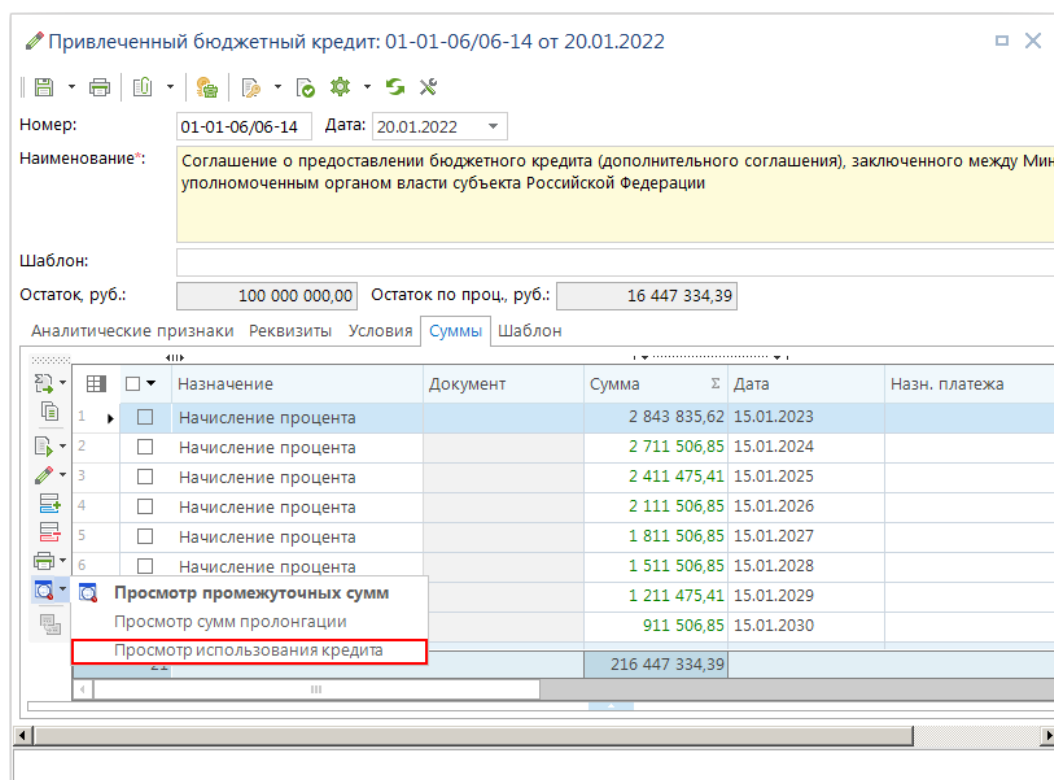 Привлеченный бюджетный кредит: 01-01-06/06-14 от 20.01.2022
Номер: 01-01-06/06-14 Дата: 20.01.2022
Наименование*: Соглашение о предоставлении бюджетного кредита (дополнительного соглашения), заключенного между Мин
уполномоченным органом власти субъекта Российской Федерации
Шаблон:
Остаток, руб.: 100 000 000,00 Остаток по проц., руб.: 16 447 334,39
Аналитические признаки Реквизиты Условия Суммы Шаблон
Назначение Документ Сумма Σ Дата Назн. платежа
1 Начисление процента 2 843 835,62 15.01.2023
2 Начисление процента 2 711 506,85 15.01.2024
3 Начисление процента 2 411 475,41 15.01.2025
4 Начисление процента 2 111 506,85 15.01.2026
5 Начисление процента 1 811 506,85 15.01.2027
6 Начисление процента 1 511 506,85 15.01.2028
Просмотр промежуточных сумм 1 211 475,41 15.01.2029
Просмотр сумм пролонгации 911 506,85 15.01.2030
Просмотр использования кредита
216 447 334,39